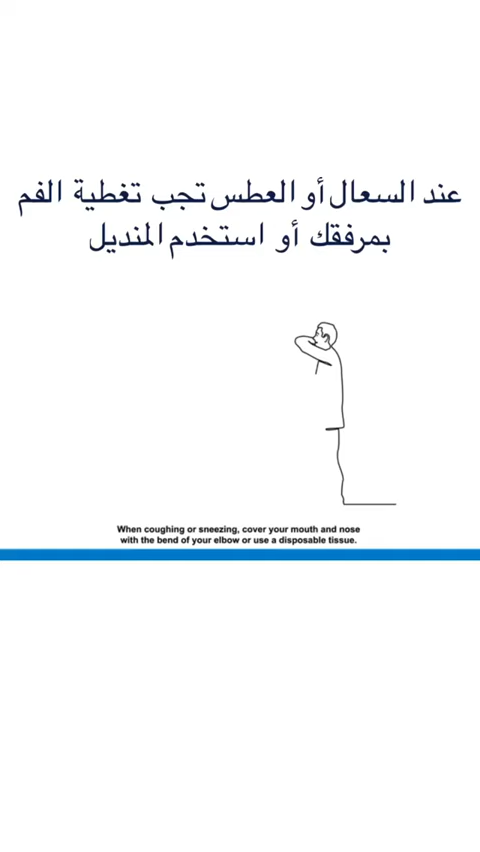 عند السعال أو العطس تجب تغطية الفم
بمرفقك أو استخدم المنديل
When coughing or sneezing, cover your mouth and nose
with the bend of your elbow or use a disposable tissue.